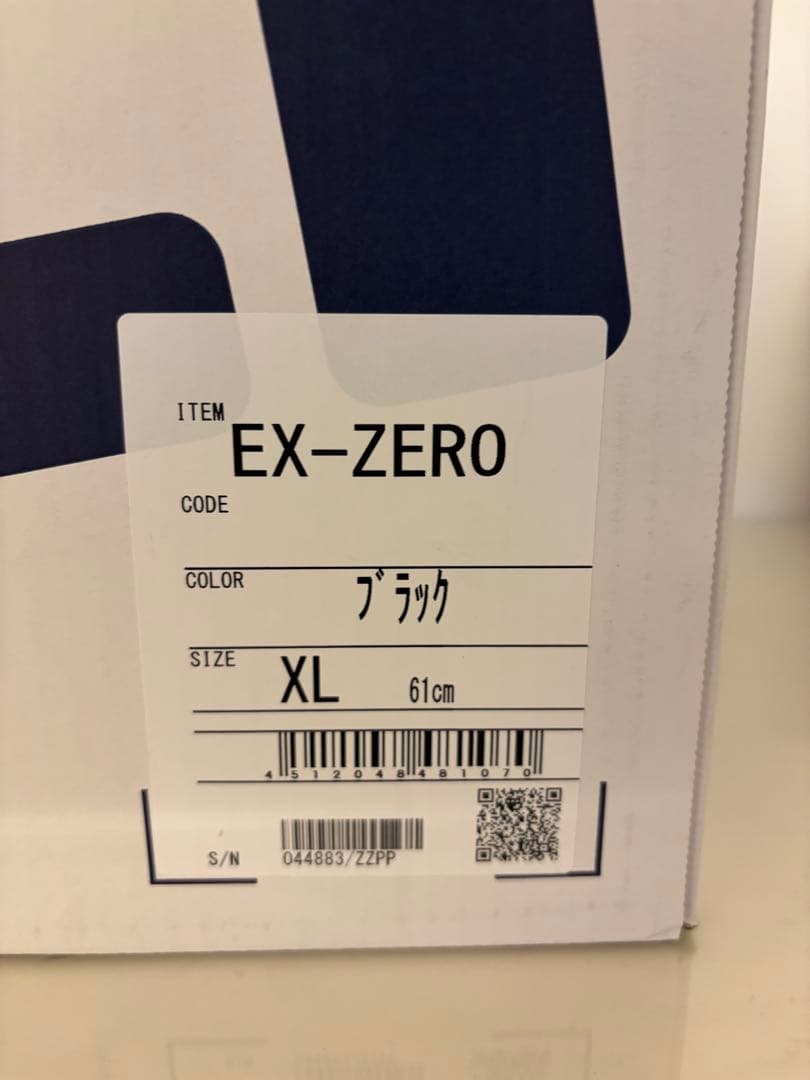 ITEM
EX-ZERO
CODE
COLOR ブラック
SIZE XL 61cm
4512048481070
S/N 044883/ZZPP